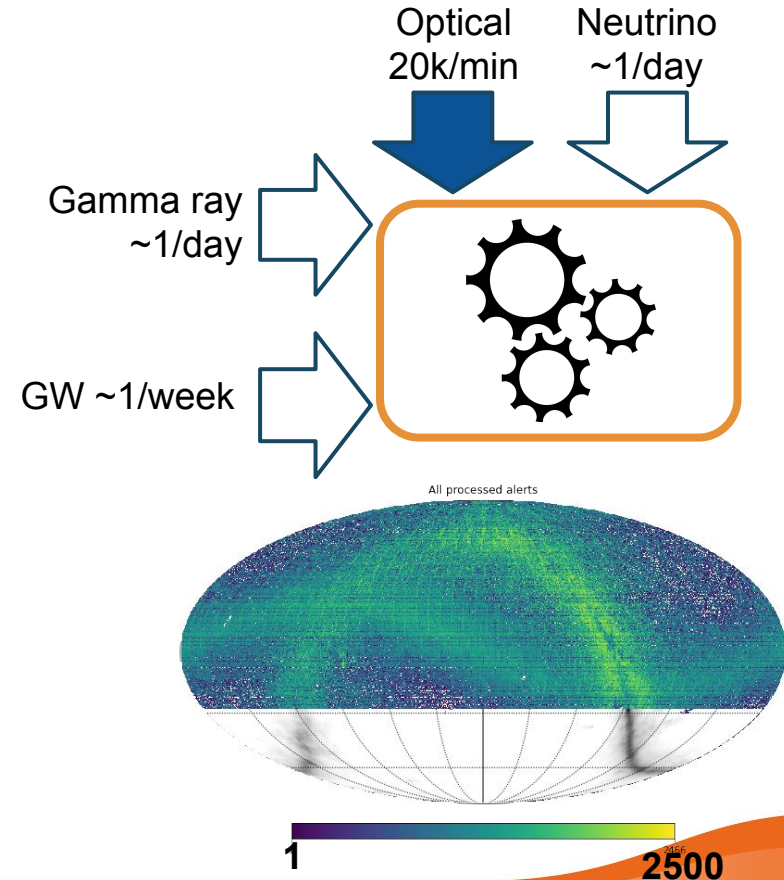 Optical
20k/min
Neutrino
~1/day
Gamma ray
~1/day
GW ~1/week
All processed alerts
1
2466
2500